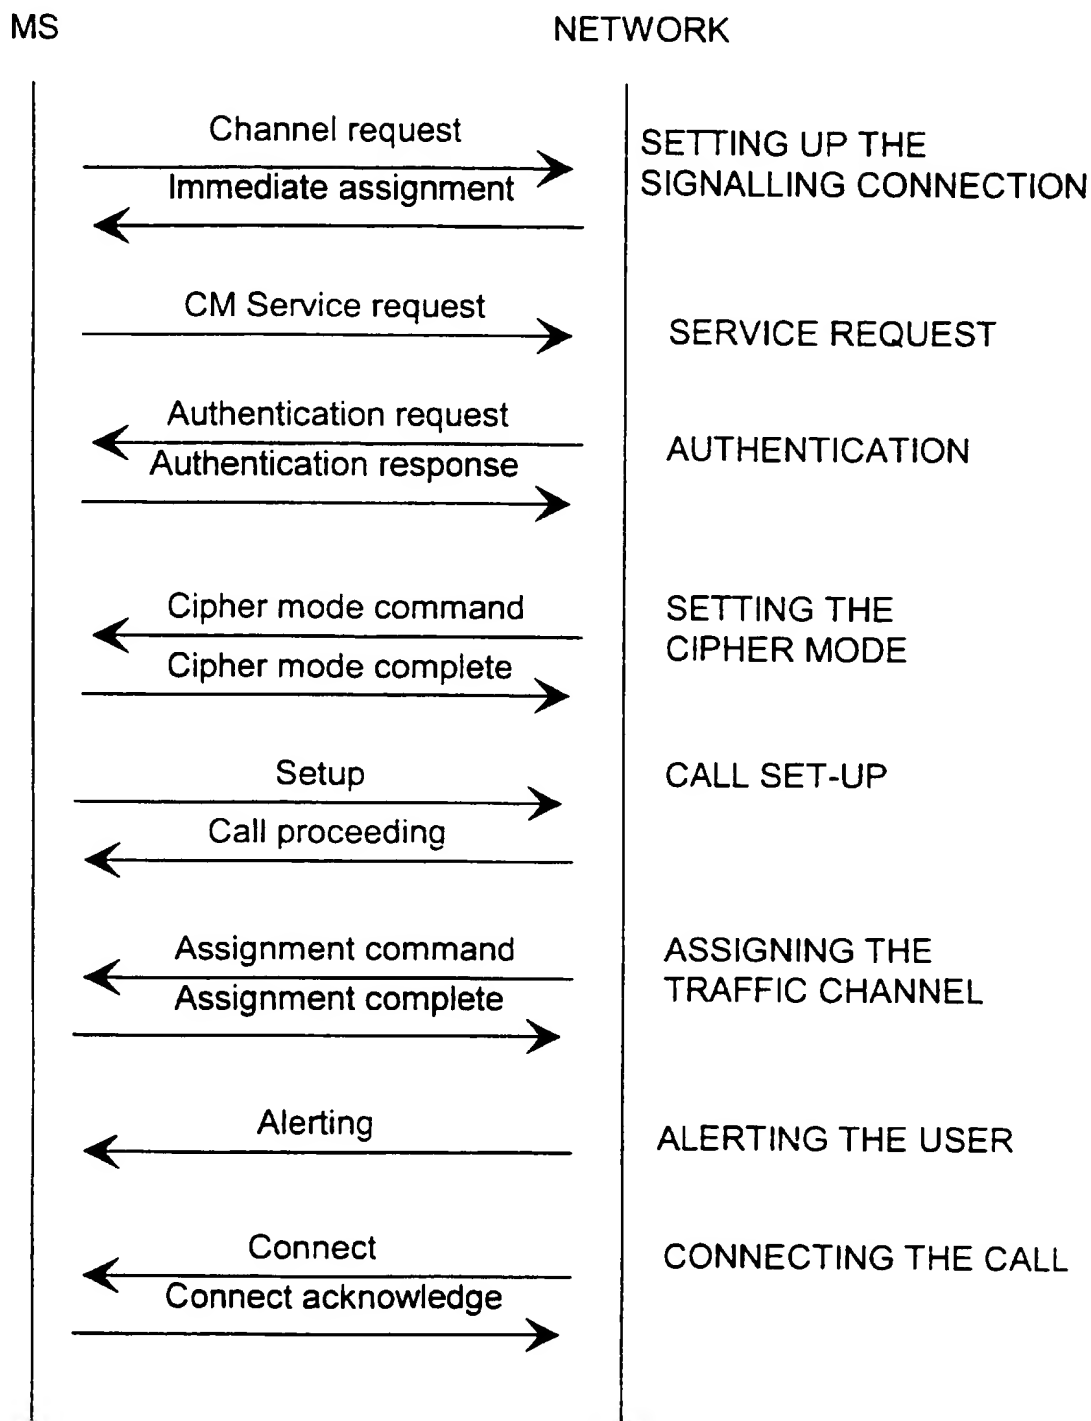 MS
NETWORK
Channel request
SETTING UP THE
SIGNALLING CONNECTION
Immediate assignment
CM Service request
SERVICE REQUEST
Authentication request
AUTHENTICATION
Authentication response
Cipher mode command
SETTING THE
CIPHER MODE
Cipher mode complete
Setup
CALL SET-UP
Call proceeding
Assignment command
ASSIGNING THE
TRAFFIC CHANNEL
Assignment complete
Alerting
ALERTING THE USER
Connect
CONNECTING THE CALL
Connect acknowledge